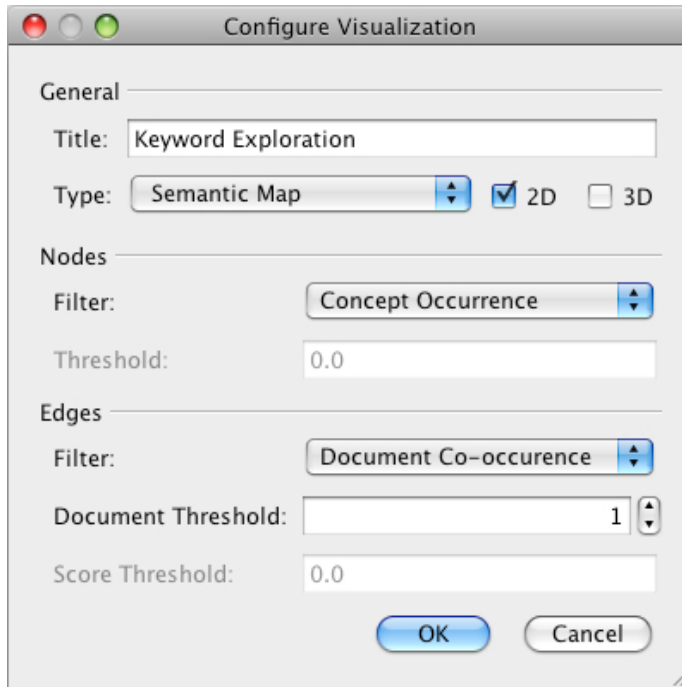 Configure Visualization
General
Title: Keyword Exploration
Type: Semantic Map 2D 3D
Nodes
Filter: Concept Occurrence
Threshold: 0.0
Edges
Filter: Document Co-occurence
Document Threshold: 1
Score Threshold: 0.0
OK Cancel